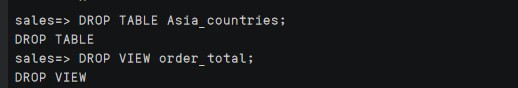 sales=> DROP TABLE Asia_countries;
DROP TABLE
sales=> DROP VIEW order_total;
DROP VIEW